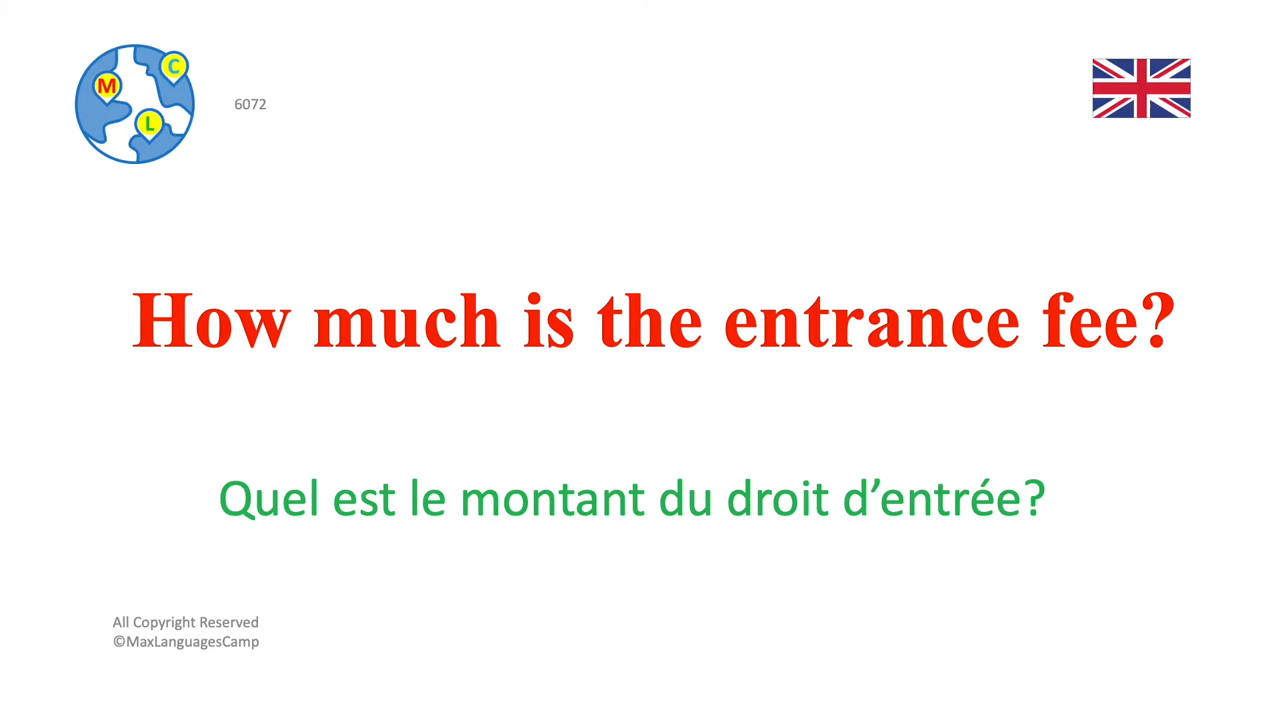 M
C
L
6072
How much is the entrance fee?
Quel est le montant du droit d’entrée?
All Copyright Reserved
©MaxLanguagesCamp